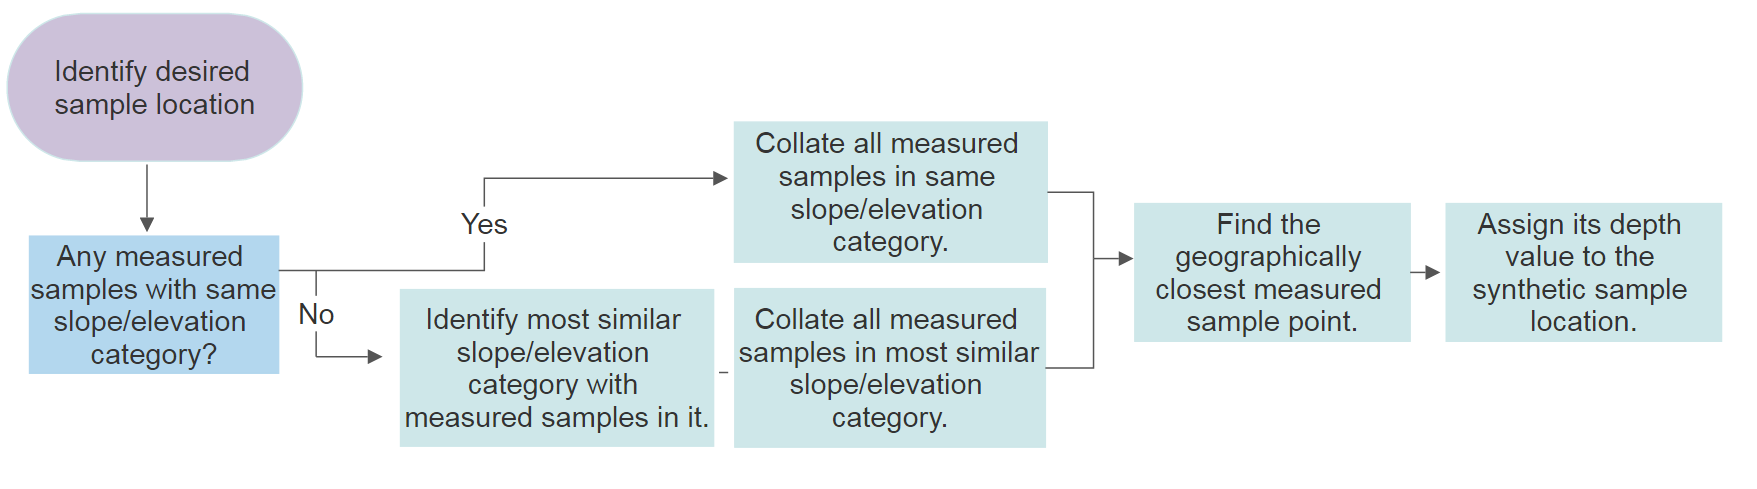 Identify desired
sample location
Any measured
samples with same
slope/elevation
category?
Yes
No
Collate all measured
samples in same
slope/elevation
category.
Identify most similar
slope/elevation
category with
measured samples in it.
Collate all measured
samples in most similar
slope/elevation
category.
Find the
geographically
closest measured
sample point.
Assign its depth
value to the
synthetic sample
location.